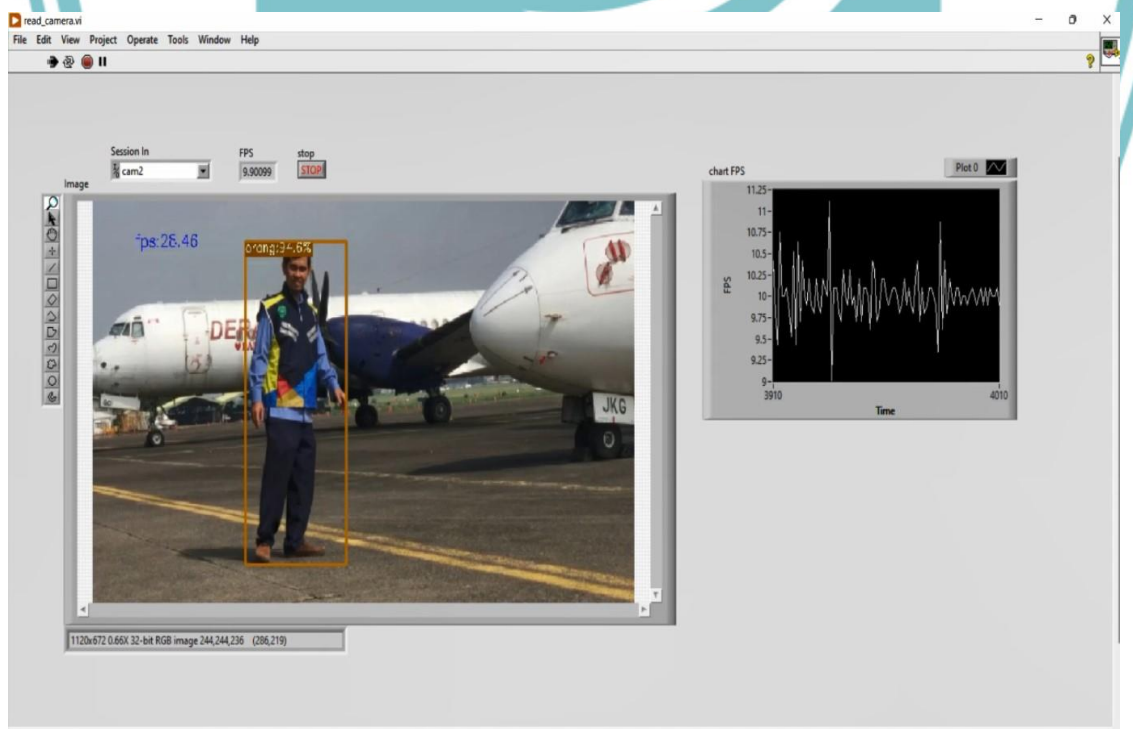 read_camera.vi
File Edit View Project Operate Tools Window Help
Session In
cam2
FPS
9.90099
stop
STOP
Image
fps:28.46
orang:94.6%
JKG
1120x672 0.66X 32-bit RGB image 244,244,236 (286,219)
chart FPS
Plot 0
11.25
11
10.75
10.5
10.25
10
9.75
9.5
9.25
9
FPS
3910
4010
Time